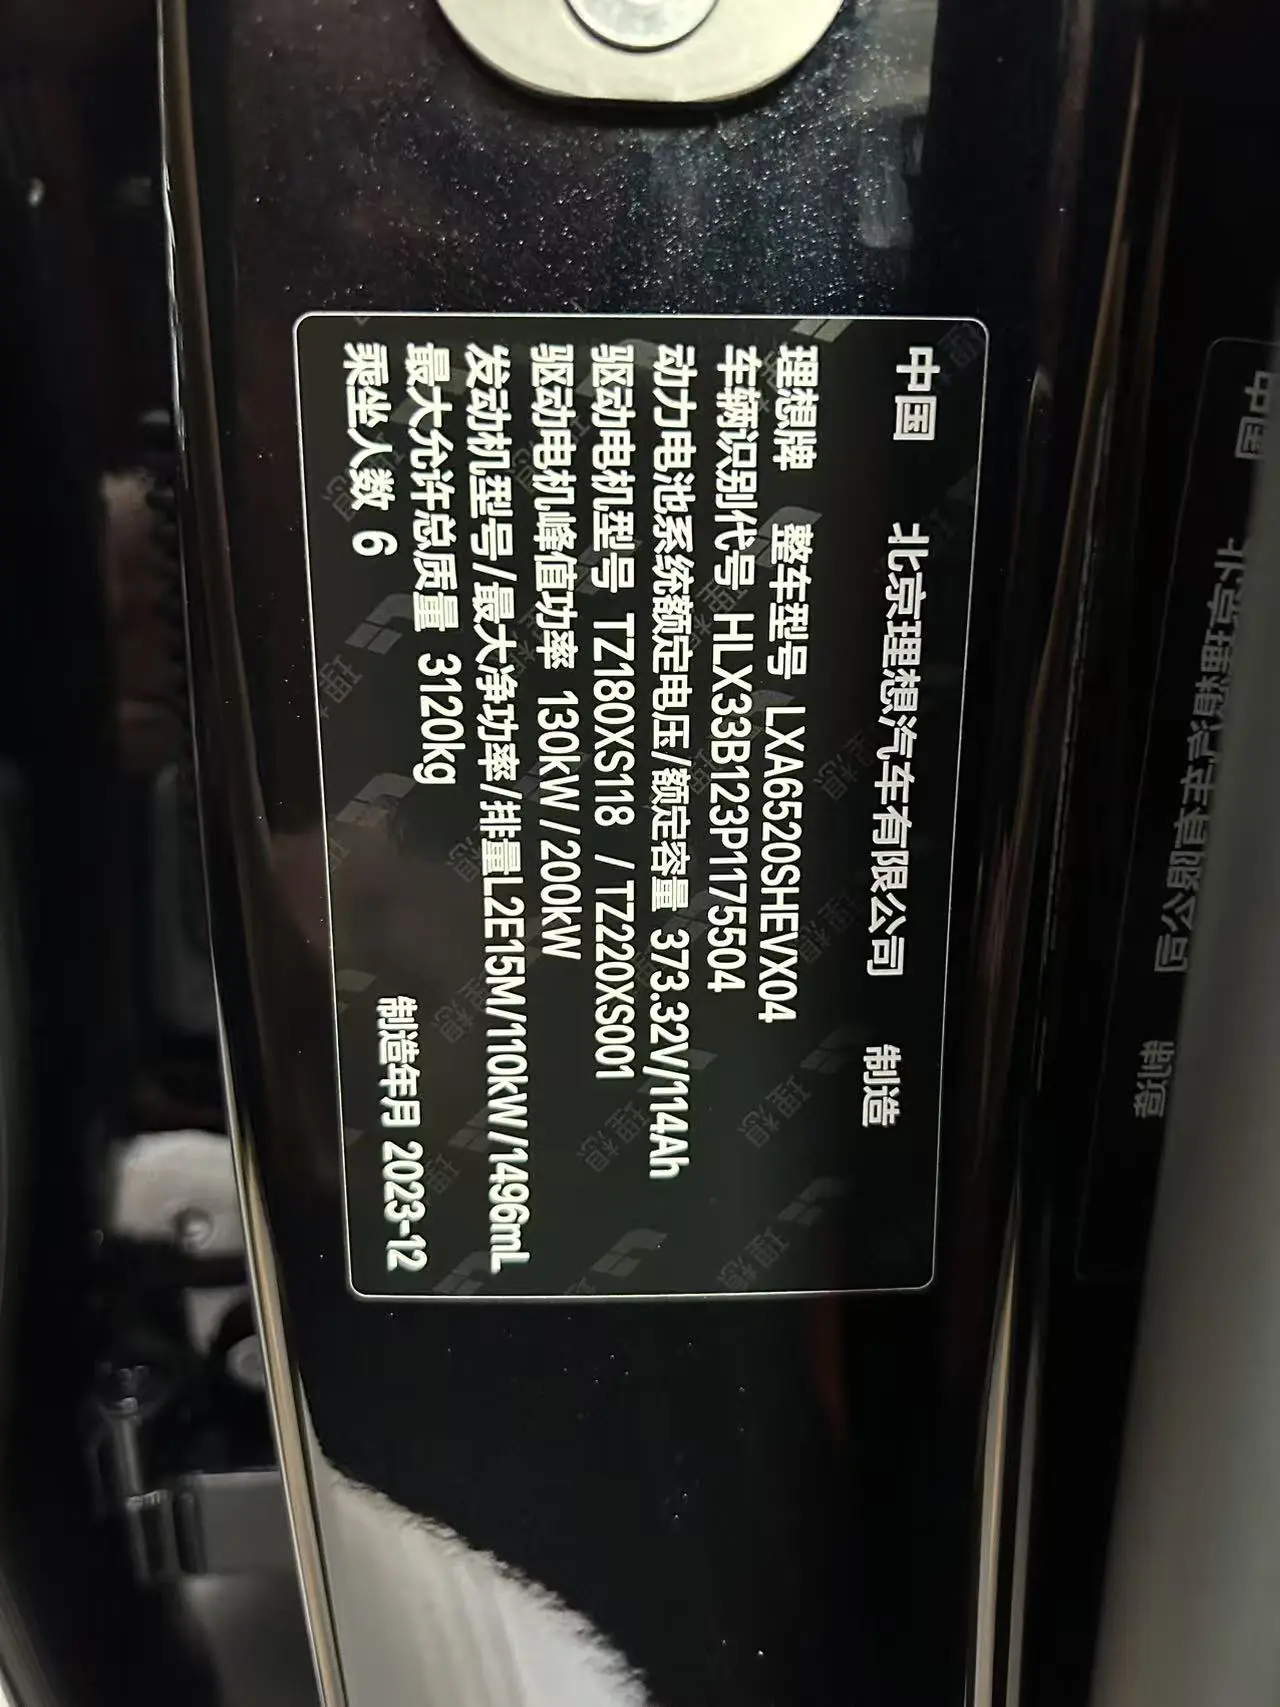 中国 北京理想汽车有限公司 制造
理想牌 整车型号 LXA6520SHEVX04
车辆识别代号 HLX33B123P1175504
动力电池系统额定电压/额定容量 373.32V/114Ah
驱动电机型号 TZ180XS118 / TZ220XS001
驱动电机峰值功率 130kW / 200kW
发动机型号/最大净功率/排量L2E15M/110kW/1496mL
最大允许总质量 3120kg
乘坐人数 6 制造年月 2023-12